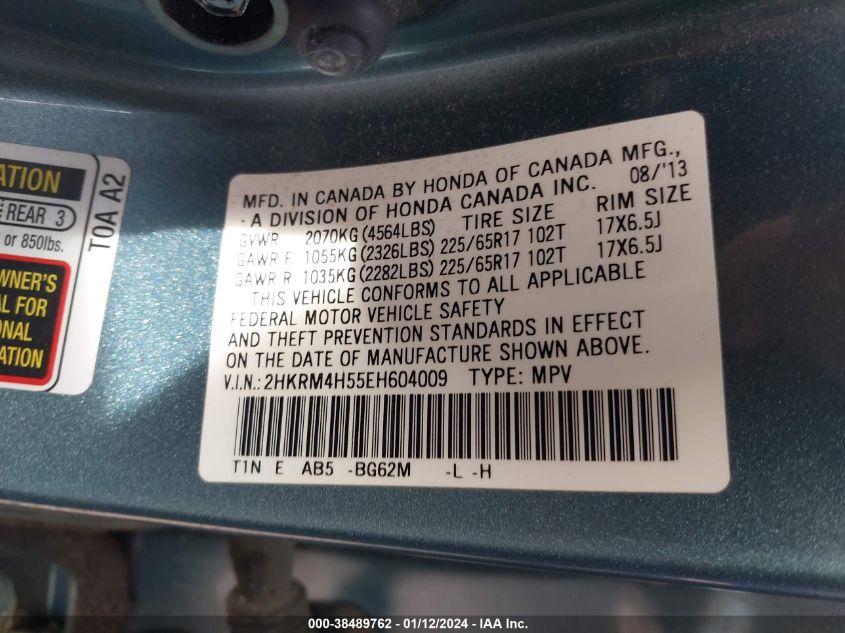 MFD. IN CANADA BY HONDA OF CANADA MFG.,
- A DIVISION OF HONDA CANADA INC. 08/'13
GVWR 2070KG (4564LBS) TIRE SIZE RIM SIZE
GAWR F 1055KG (2326LBS) 225/65R17 102T 17X6.5J
GAWR R 1035KG (2282LBS) 225/65R17 102T 17X6.5J
THIS VEHICLE CONFORMS TO ALL APPLICABLE
FEDERAL MOTOR VEHICLE SAFETY
AND THEFT PREVENTION STANDARDS IN EFFECT
ON THE DATE OF MANUFACTURE SHOWN ABOVE.
V.I.N.: 2HKRM4H55EH604009 TYPE: MPV
T1N E AB5 -BG62M -L -H
ATION
REAR 3
or 850lbs.
WNER'S
AL FOR
ONAL
ATION
T0A A2
000-38489762 - 01/12/2024 - IAA Inc.